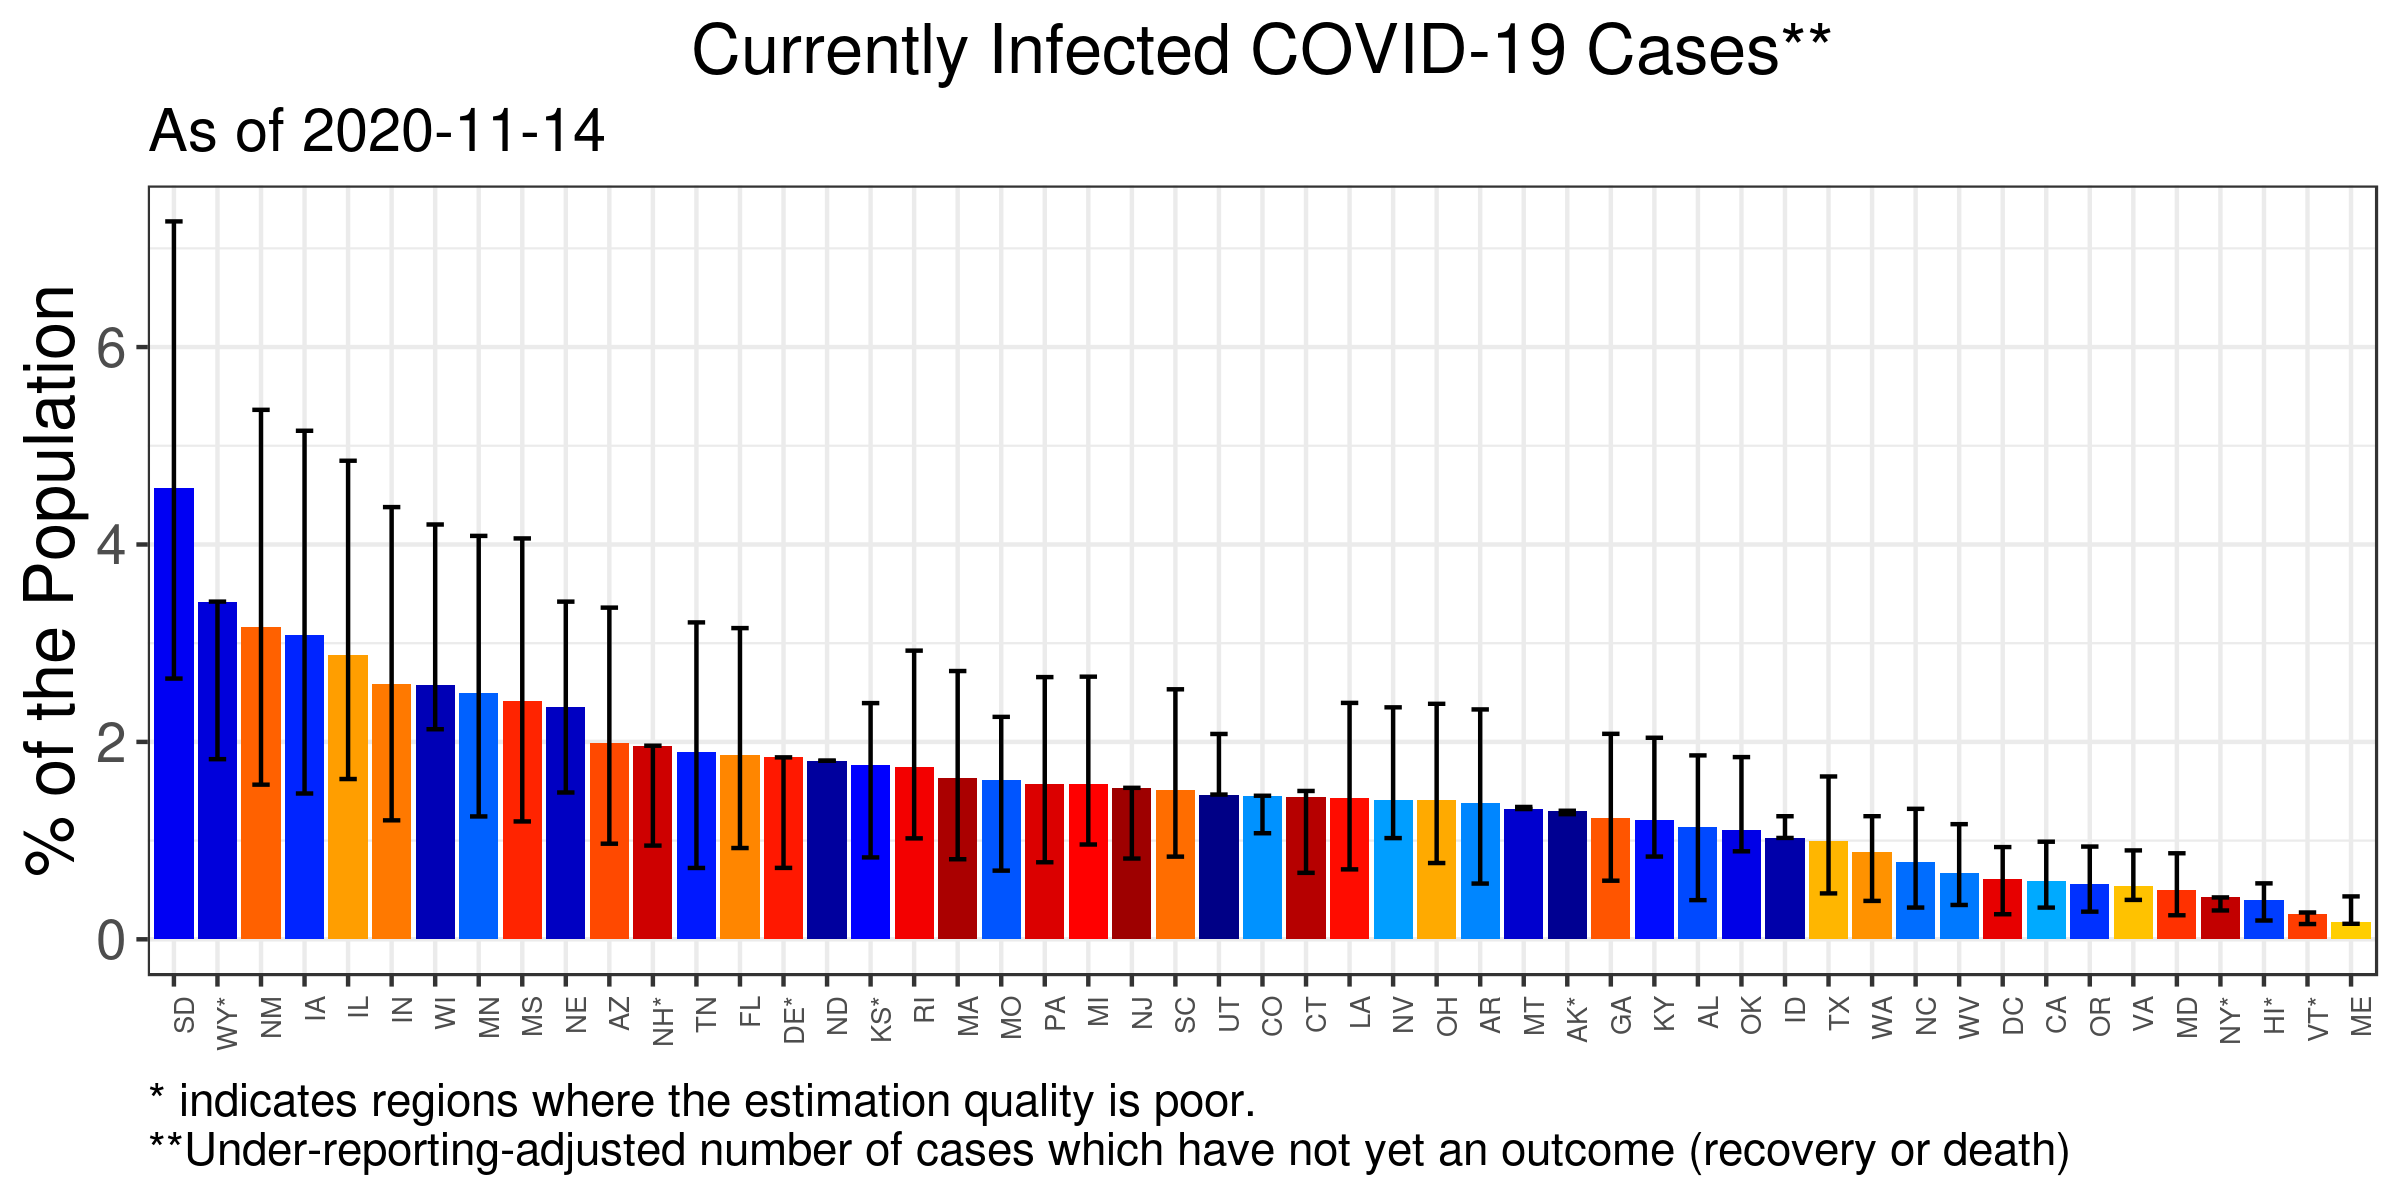 Currently Infected COVID-19 Cases**
As of 2020-11-14
% of the Population
6
4
2
0
SD WY* NM IA IL IN WI MN MS NE AZ NH* TN FL DE* ND KS* RI MA MO PA MI NJ SC UT CO CT LA NV OH AR MT AK* GA KY AL OK ID TX WA NC WV DC CA OR VA MD NY* HI* VT* ME
* indicates regions where the estimation quality is poor.
**Under-reporting-adjusted number of cases which have not yet an outcome (recovery or death)